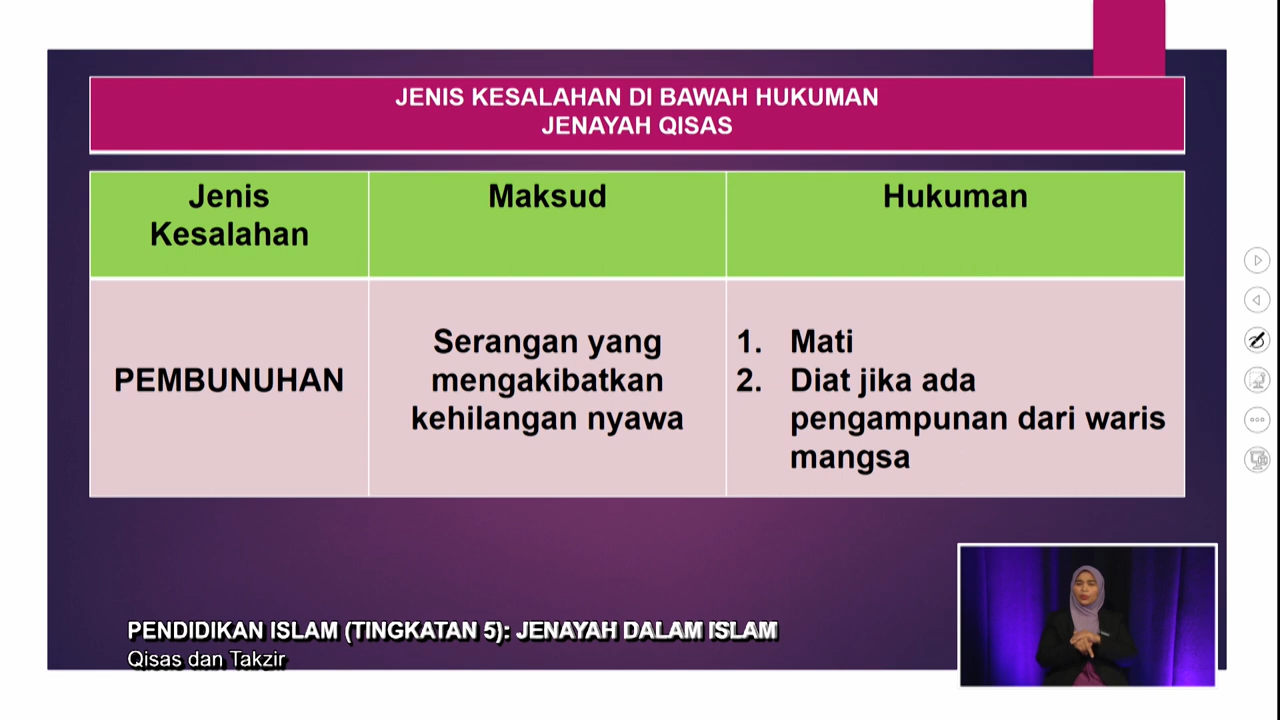 JENIS KESALAHAN DI BAWAH HUKUMAN
JENAYAH QISAS
Jenis
Kesalahan
Maksud
Hukuman
PEMBUNUHAN
Serangan yang
mengakibatkan
kehilangan nyawa
1. Mati
2. Diat jika ada
pengampunan dari waris
mangsa
PENDIDIKAN ISLAM (TINGKATAN 5): JENAYAH DALAM ISLAM
Qisas dan Takzir